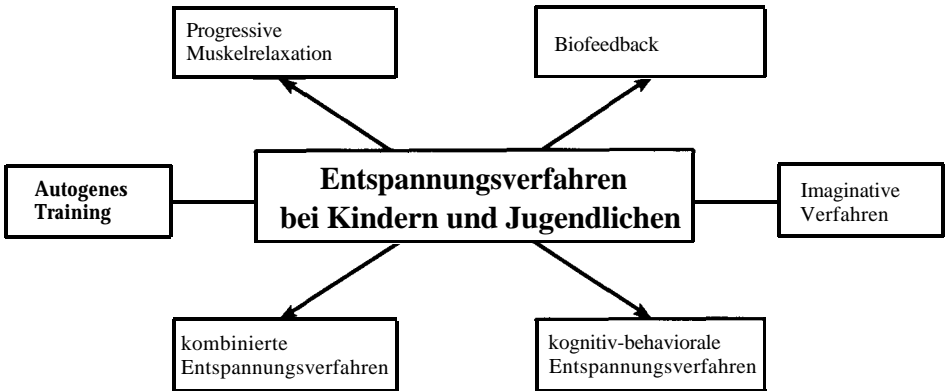 Progressive
Muskelrelaxation
Biofeedback
Autogenes
Training
Entspannungsverfahren
bei Kindern und Jugendlichen
Imaginative
Verfahren
kombinierte
Entspannungsverfahren
kognitiv-behaviorale
Entspannungsverfahren